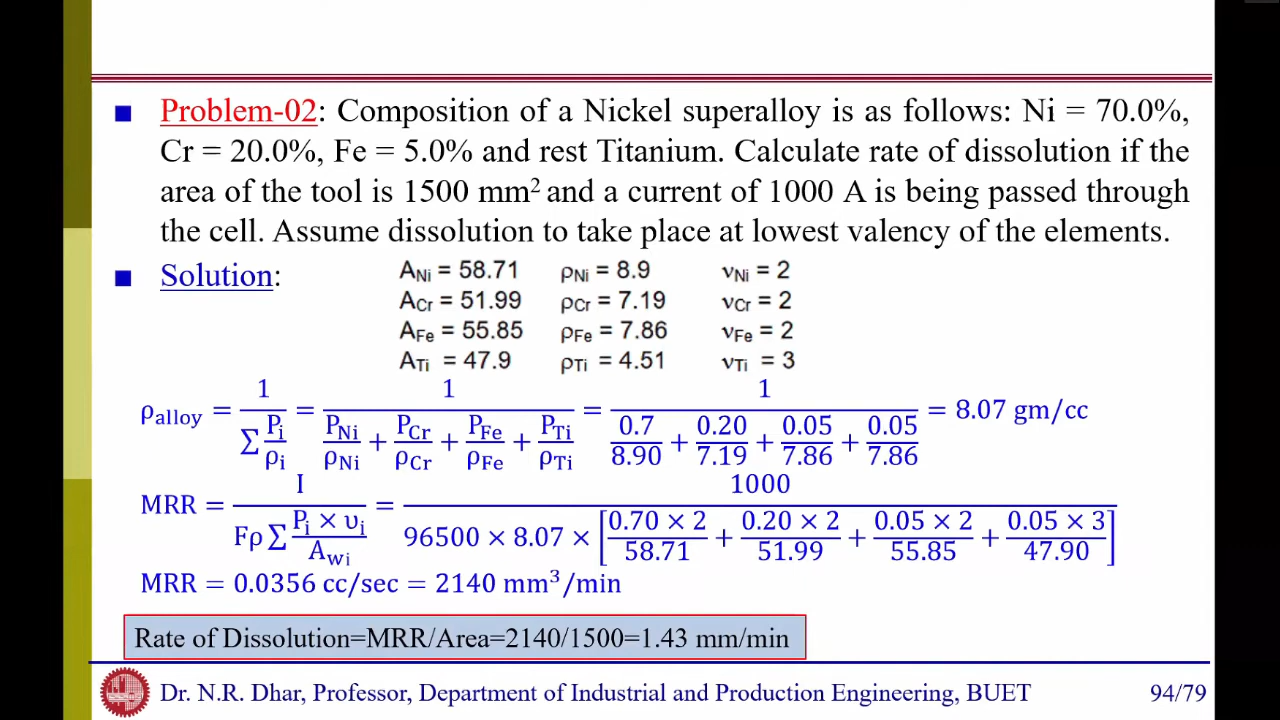 Problem-02: Composition of a Nickel superalloy is as follows: Ni = 70.0%,
Cr = 20.0%, Fe = 5.0% and rest Titanium. Calculate rate of dissolution if the
area of the tool is 1500 mm² and a current of 1000 A is being passed through
the cell. Assume dissolution to take place at lowest valency of the elements.
Solution:
A_Ni = 58.71 ρ_Ni = 8.9 ν_Ni = 2
A_Cr = 51.99 ρ_Cr = 7.19 ν_Cr = 2
A_Fe = 55.85 ρ_Fe = 7.86 ν_Fe = 2
A_Ti = 47.9 ρ_Ti = 4.51 ν_Ti = 3
ρ_alloy = 1/(∑ P_i/ρ_i) = 1/(P_Ni/ρ_Ni + P_Cr/ρ_Cr + P_Fe/ρ_Fe + P_Ti/ρ_Ti) = 1/(0.7/8.90 + 0.20/7.19 + 0.05/7.86 + 0.05/7.86) = 8.07 gm/cc
MRR = I/(Fρ ∑ (P_i × υ_i)/A_wi) = 1000/(96500 × 8.07 × [(0.70 × 2)/58.71 + (0.20 × 2)/51.99 + (0.05 × 2)/55.85 + (0.05 × 3)/47.90])
MRR = 0.0356 cc/sec = 2140 mm³/min
Rate of Dissolution=MRR/Area=2140/1500=1.43 mm/min
Dr. N.R. Dhar, Professor, Department of Industrial and Production Engineering, BUET 94/79